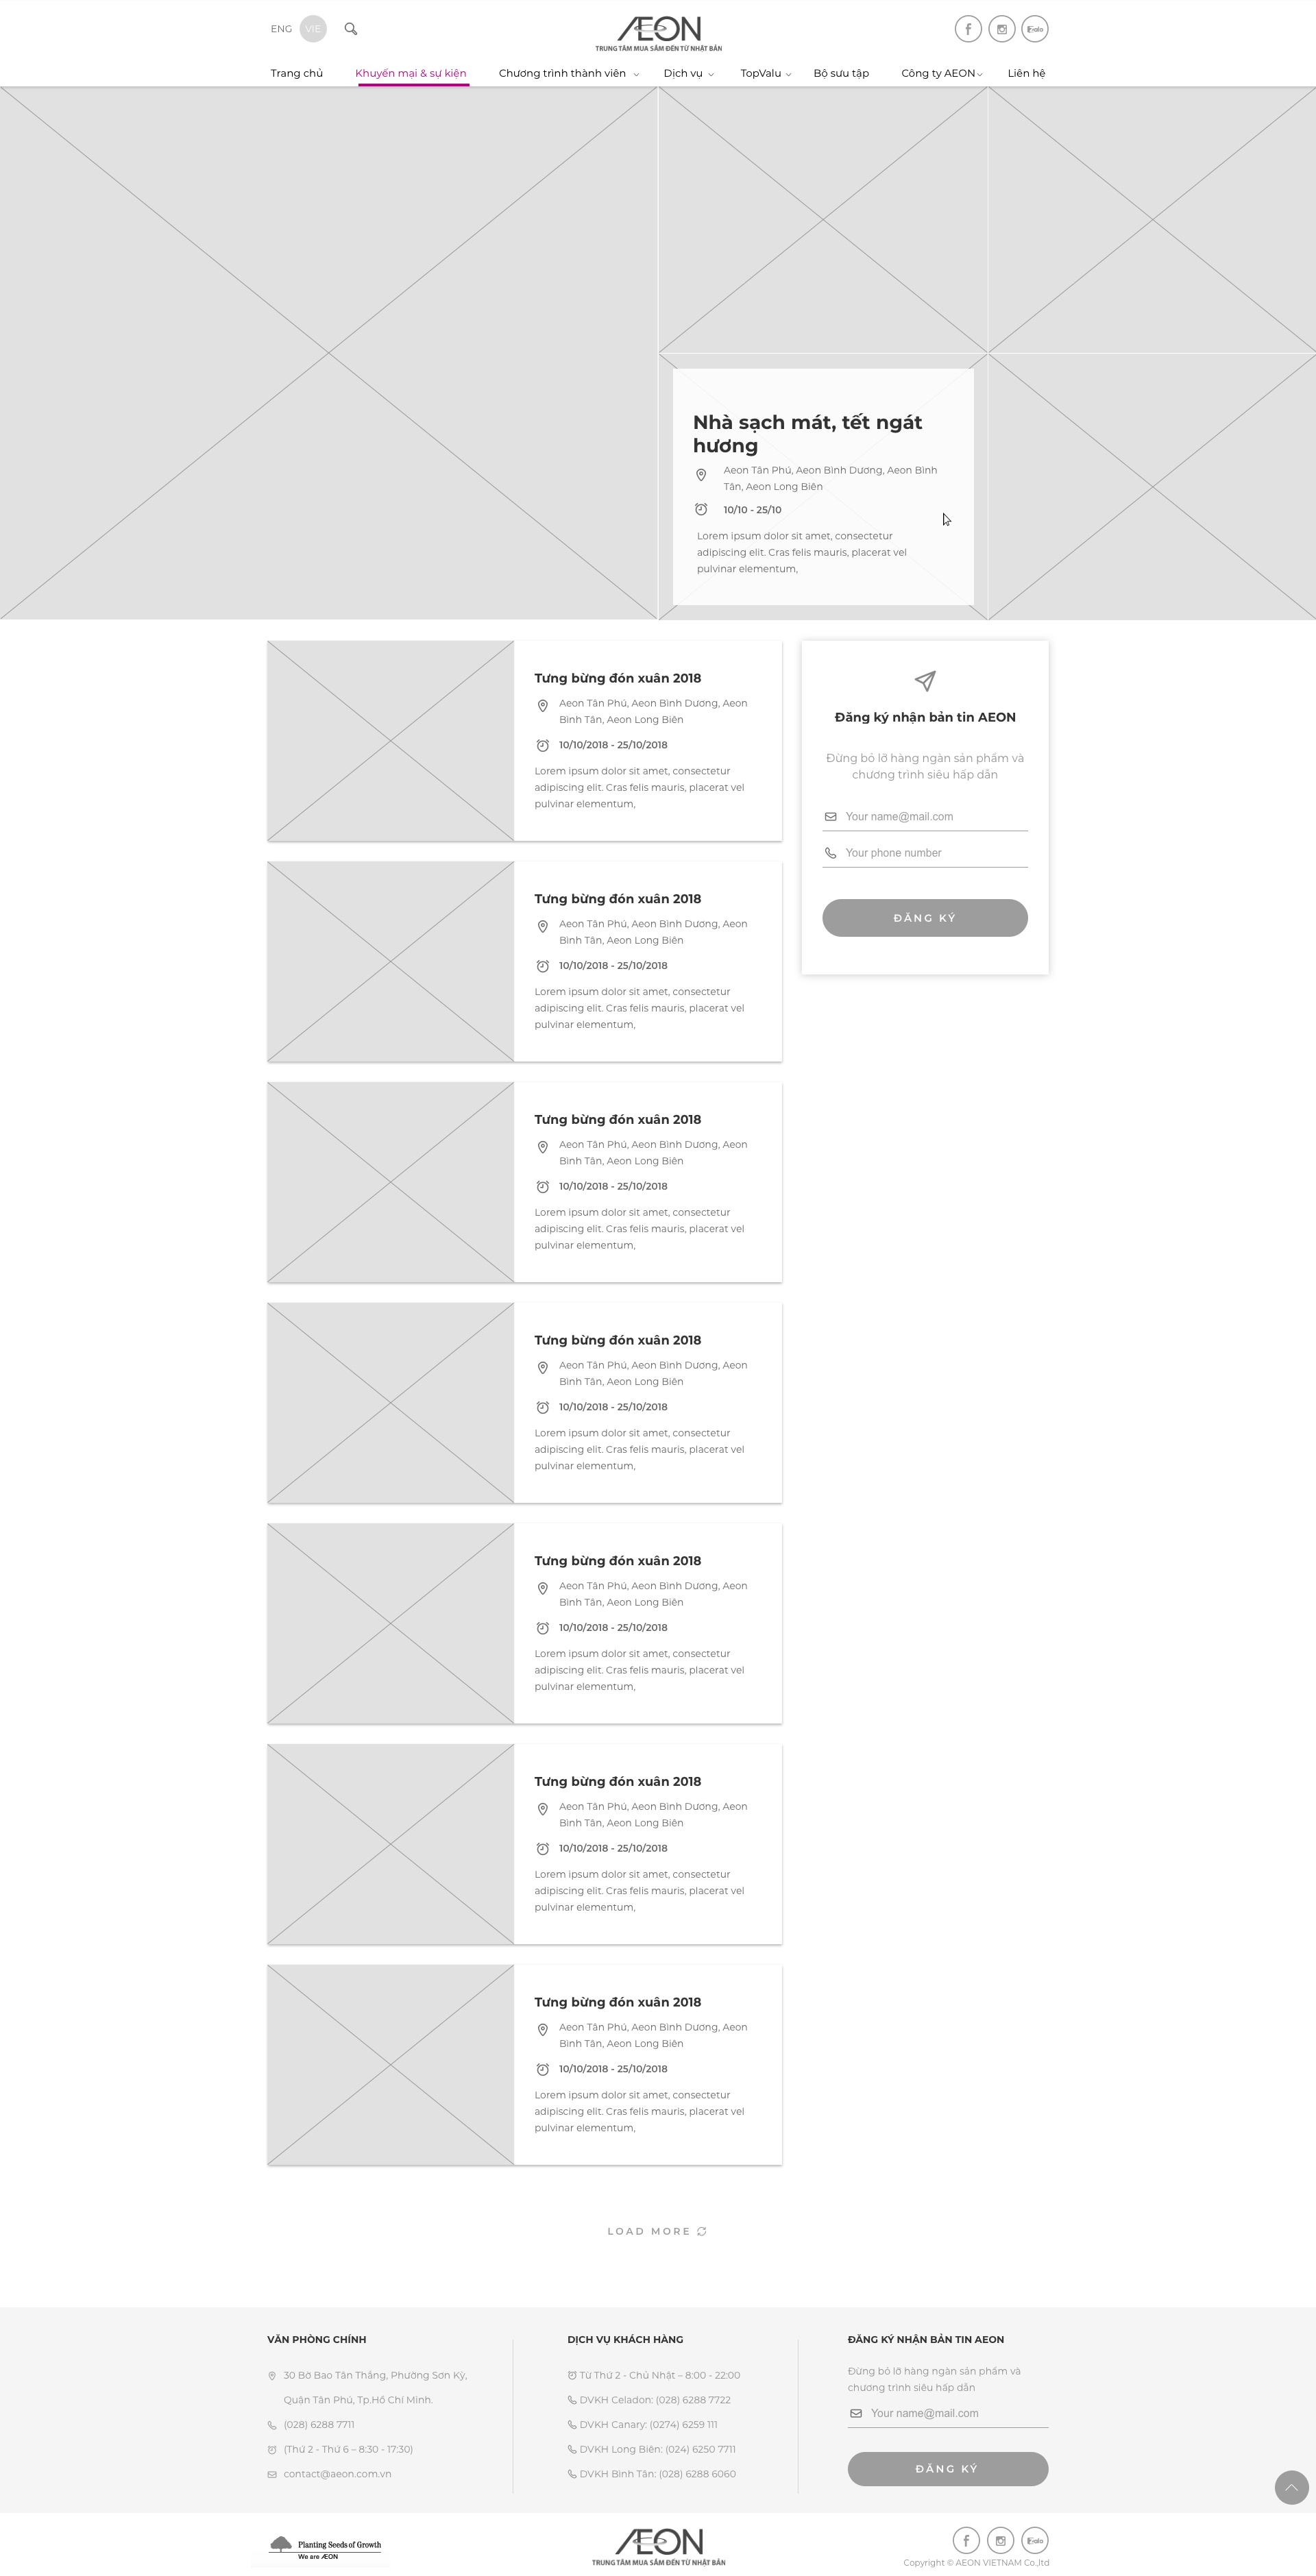 ENG VIE
ÆON
TRUNG TÂM MUA SẮM ĐẾN TỪ NHẬT BẢN
Zalo
Trang chủ Khuyến mại & sự kiện Chương trình thành viên Dịch vụ TopValu Bộ sưu tập Công ty AEON Liên hệ
Nhà sạch mát, tết ngát
hương
Aeon Tân Phú, Aeon Bình Dương, Aeon Bình
Tân, Aeon Long Biên
10/10 - 25/10
Lorem ipsum dolor sit amet, consectetur
adipiscing elit. Cras felis mauris, placerat vel
pulvinar elementum,
Tưng bừng đón xuân 2018
Aeon Tân Phú, Aeon Bình Dương, Aeon
Bình Tân, Aeon Long Biên
10/10/2018 - 25/10/2018
Lorem ipsum dolor sit amet, consectetur
adipiscing elit. Cras felis mauris, placerat vel
pulvinar elementum,
Đăng ký nhận bản tin AEON
Đừng bỏ lỡ hàng ngàn sản phẩm và
chương trình siêu hấp dẫn
Your name@mail.com
Your phone number
ĐĂNG KÝ
Tưng bừng đón xuân 2018
Aeon Tân Phú, Aeon Bình Dương, Aeon
Bình Tân, Aeon Long Biên
10/10/2018 - 25/10/2018
Lorem ipsum dolor sit amet, consectetur
adipiscing elit. Cras felis mauris, placerat vel
pulvinar elementum,
Tưng bừng đón xuân 2018
Aeon Tân Phú, Aeon Bình Dương, Aeon
Bình Tân, Aeon Long Biên
10/10/2018 - 25/10/2018
Lorem ipsum dolor sit amet, consectetur
adipiscing elit. Cras felis mauris, placerat vel
pulvinar elementum,
Tưng bừng đón xuân 2018
Aeon Tân Phú, Aeon Bình Dương, Aeon
Bình Tân, Aeon Long Biên
10/10/2018 - 25/10/2018
Lorem ipsum dolor sit amet, consectetur
adipiscing elit. Cras felis mauris, placerat vel
pulvinar elementum,
Tưng bừng đón xuân 2018
Aeon Tân Phú, Aeon Bình Dương, Aeon
Bình Tân, Aeon Long Biên
10/10/2018 - 25/10/2018
Lorem ipsum dolor sit amet, consectetur
adipiscing elit. Cras felis mauris, placerat vel
pulvinar elementum,
Tưng bừng đón xuân 2018
Aeon Tân Phú, Aeon Bình Dương, Aeon
Bình Tân, Aeon Long Biên
10/10/2018 - 25/10/2018
Lorem ipsum dolor sit amet, consectetur
adipiscing elit. Cras felis mauris, placerat vel
pulvinar elementum,
Tưng bừng đón xuân 2018
Aeon Tân Phú, Aeon Bình Dương, Aeon
Bình Tân, Aeon Long Biên
10/10/2018 - 25/10/2018
Lorem ipsum dolor sit amet, consectetur
adipiscing elit. Cras felis mauris, placerat vel
pulvinar elementum,
LOAD MORE
VĂN PHÒNG CHÍNH
30 Bờ Bao Tân Thắng, Phường Sơn Kỳ,
Quận Tân Phú, Tp.Hồ Chí Minh.
(028) 6288 7711
(Thứ 2 - Thứ 6 – 8:30 - 17:30)
contact@aeon.com.vn
DỊCH VỤ KHÁCH HÀNG
Từ Thứ 2 - Chủ Nhật – 8:00 - 22:00
DVKH Celadon: (028) 6288 7722
DVKH Canary: (0274) 6259 111
DVKH Long Biên: (024) 6250 7711
DVKH Bình Tân: (028) 6288 6060
ĐĂNG KÝ NHẬN BẢN TIN AEON
Đừng bỏ lỡ hàng ngàn sản phẩm và
chương trình siêu hấp dẫn
Your name@mail.com
ĐĂNG KÝ
Planting Seeds of Growth
We are ÆON
ÆON
TRUNG TÂM MUA SẮM ĐẾN TỪ NHẬT BẢN
Zalo
Copyright © AEON VIETNAM Co.,ltd